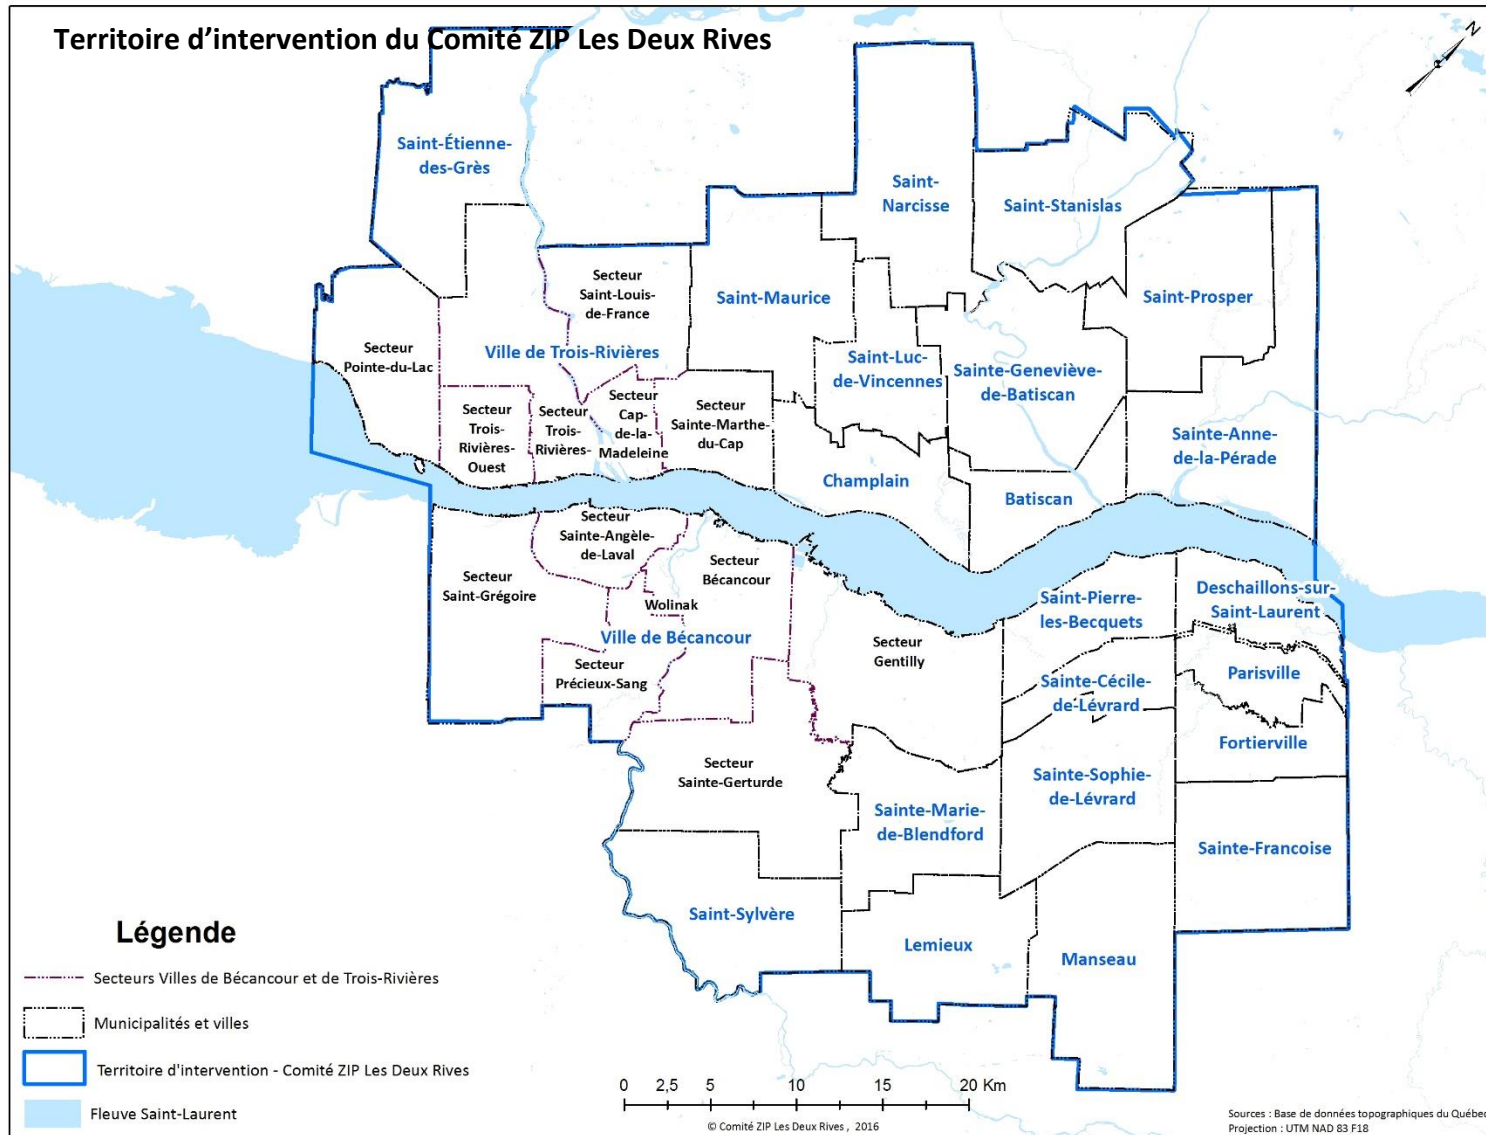 Territoire d'intervention du Comité ZIP Les Deux Rives
N
Saint-Étienne-
des-Grès
Saint-
Narcisse
Saint-Stanislas
Secteur
Saint-Louis-
de-France
Saint-Maurice
Saint-Prosper
Secteur
Pointe-du-Lac
Ville de Trois-Rivières
Saint-Luc-
de-Vincennes
Sainte-Geneviève-
de-Batiscan
Secteur
Trois-
Rivières-
Ouest
Secteur
Trois-
Rivières-
Secteur
Cap-
de-la-
Madeleine
Secteur
Sainte-Marthe-
du-Cap
Sainte-Anne-
de-la-Pérade
Champlain
Batiscan
Secteur
Sainte-Angèle-
de-Laval
Secteur
Saint-Grégoire
Secteur
Bécancour
Wolinak
Ville de Bécancour
Secteur
Précieux-Sang
Secteur
Gentilly
Saint-Pierre-
les-Becquets
Deschaillons-sur-
Saint-Laurent
Sainte-Cécile-
de-Lévrard
Parisville
Fortierville
Secteur
Sainte-Gerturde
Sainte-Marie-
de-Blendford
Sainte-Sophie-
de-Lévrard
Sainte-Francoise
Saint-Sylvère
Lemieux
Manseau
Légende
Secteurs Villes de Bécancour et de Trois-Rivières
Municipalités et villes
Territoire d'intervention - Comité ZIP Les Deux Rives
Fleuve Saint-Laurent
0 2,5 5 10 15 20 Km
© Comité ZIP Les Deux Rives , 2016
Sources : Base de données topographiques du Québec
Projection : UTM NAD 83 F18